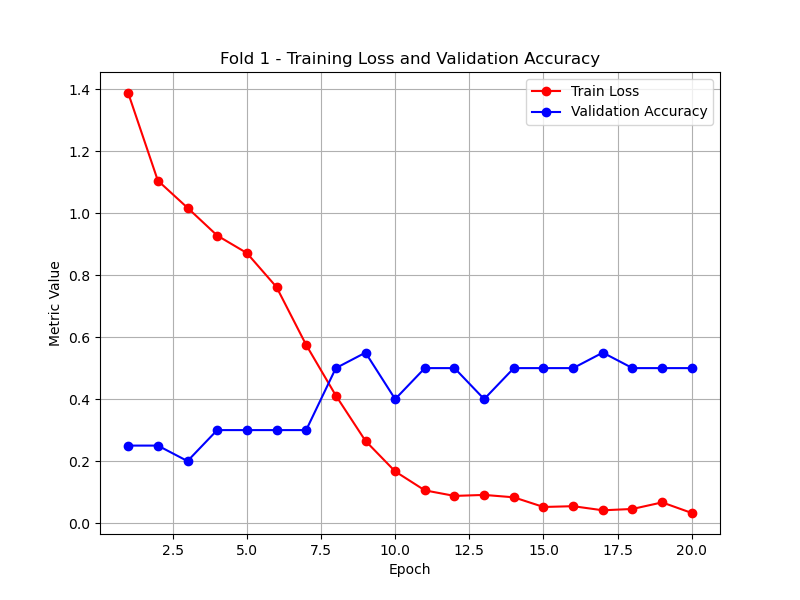 Fold 1 - Training Loss and Validation Accuracy
Train Loss
Validation Accuracy
Metric Value
1.4
1.2
1.0
0.8
0.6
0.4
0.2
0.0
2.5 5.0 7.5 10.0 12.5 15.0 17.5 20.0
Epoch